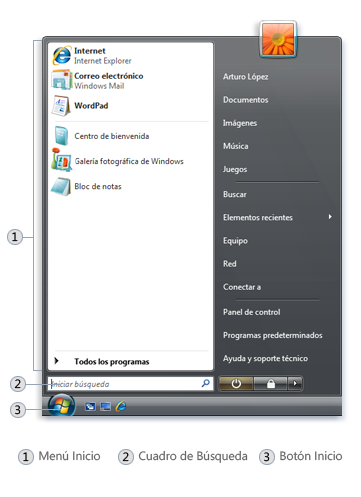 Internet
Internet Explorer
Correo electrónico
Windows Mail
WordPad
Centro de bienvenida
Galería fotográfica de Windows
Bloc de notas
Todos los programas
Iniciar búsqueda
Arturo López
Documentos
Imágenes
Música
Juegos
Buscar
Elementos recientes
Equipo
Red
Conectar a
Panel de control
Programas predeterminados
Ayuda y soporte técnico
1
2
3
1 Menú Inicio 2 Cuadro de Búsqueda 3 Botón Inicio